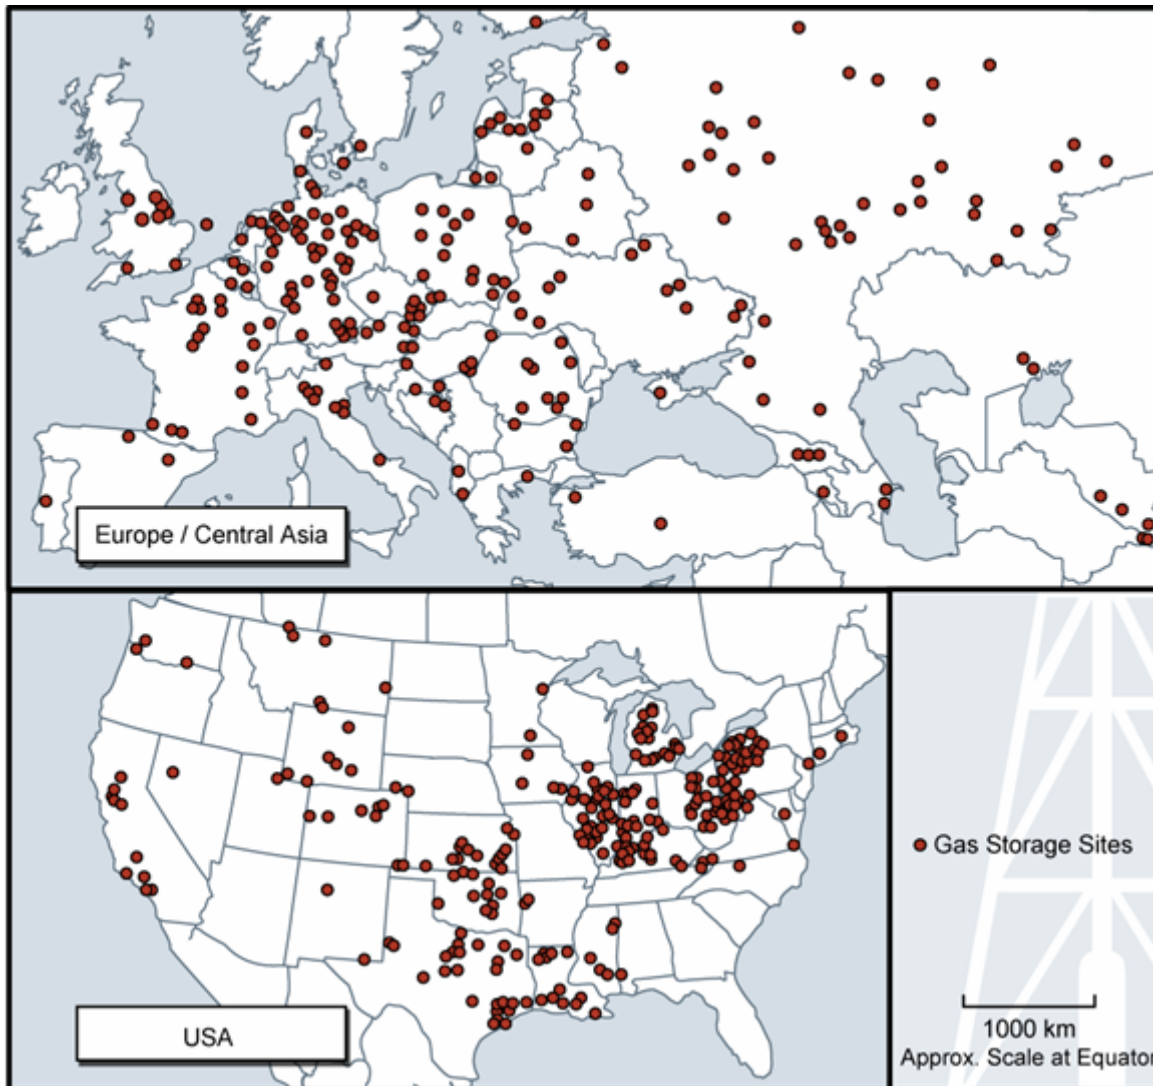 Europe / Central Asia
USA
Gas Storage Sites
1000 km
Approx. Scale at Equator